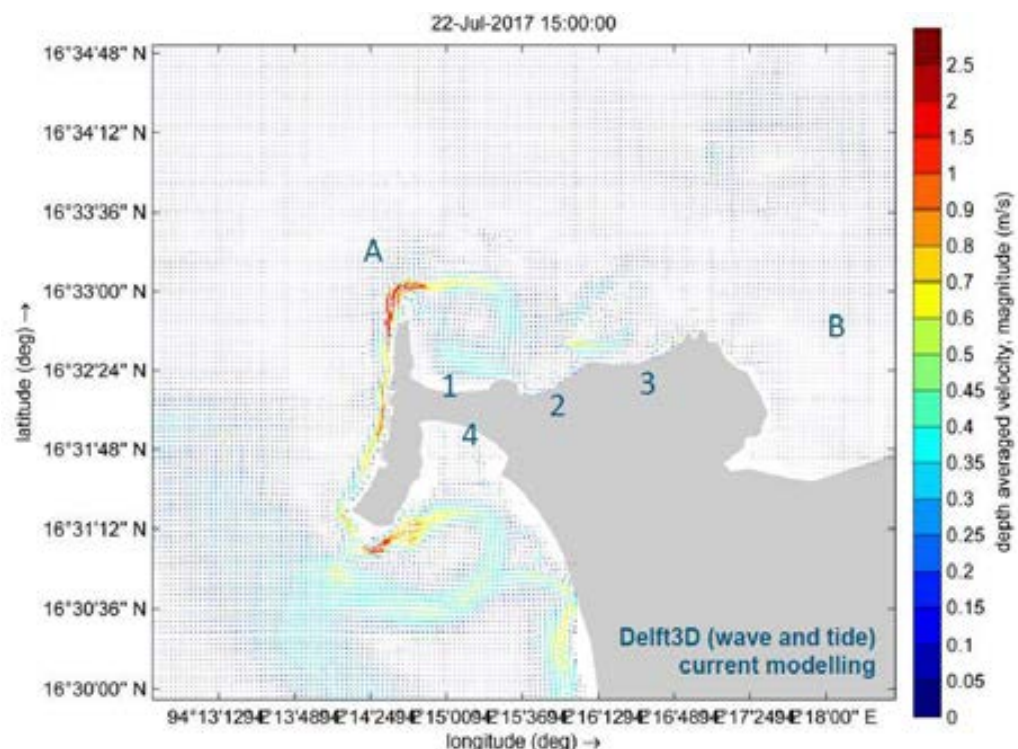 22-Jul-2017 15:00:00
16°34'48" N
16°34'12" N
16°33'36" N
16°33'00" N
16°32'24" N
16°31'48" N
16°31'12" N
16°30'36" N
16°30'00" N
latitude (deg) →
A
B
1
2
3
4
Delft3D (wave and tide)
current modelling
18'00" E
longitude (deg) →
2.5
2
1.5
1
0.9
0.8
0.7
0.6
0.5
0.45
0.4
0.35
0.3
0.25
0.2
0.15
0.1
0.05
0
depth averaged velocity, magnitude (m/s)